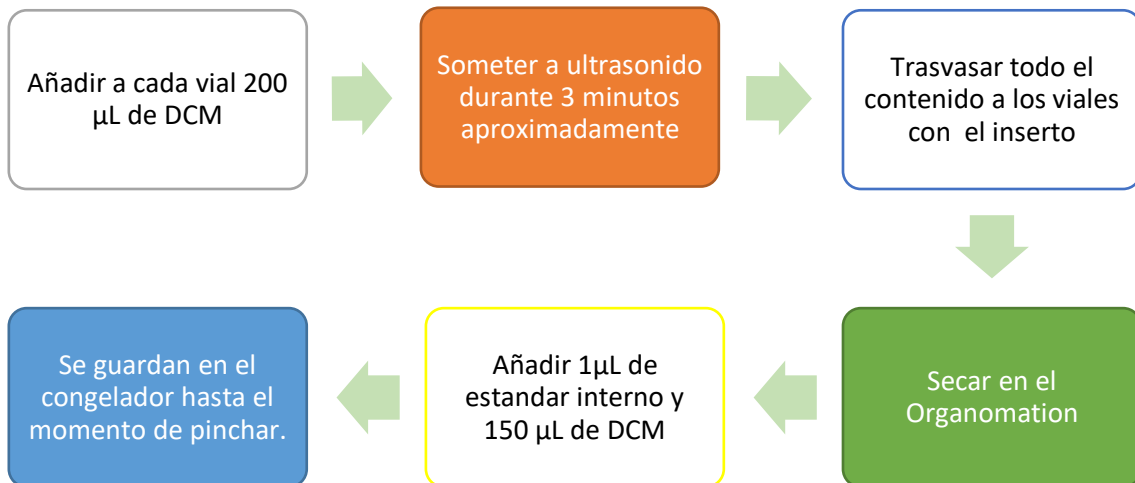 Añadir a cada vial 200
µL de DCM
Someter a ultrasonido
durante 3 minutos
aproximadamente
Trasvasar todo el
contenido a los viales
con  el inserto
Secar en el
Organomation
Añadir 1µL de
estandar interno y
150 µL de DCM
Se guardan en el
congelador hasta el
momento de pinchar.